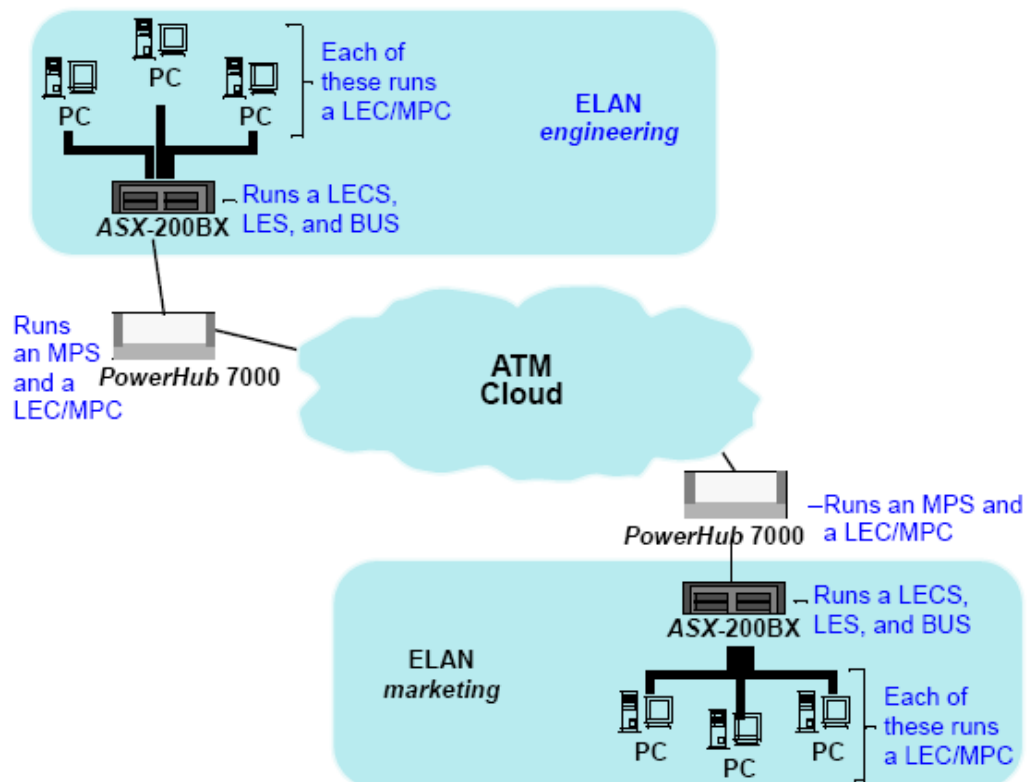 PC
PC
PC
Each of
these runs
a LEC/MPC
ELAN
engineering
Runs a LECS,
LES, and BUS
ASX-200BX
Runs
an MPS
and a
LEC/MPC
PowerHub 7000
ATM
Cloud
PowerHub 7000
Runs an MPS and
a LEC/MPC
ASX-200BX
Runs a LECS,
LES, and BUS
ELAN
marketing
PC
PC
PC
Each of
these runs
a LEC/MPC